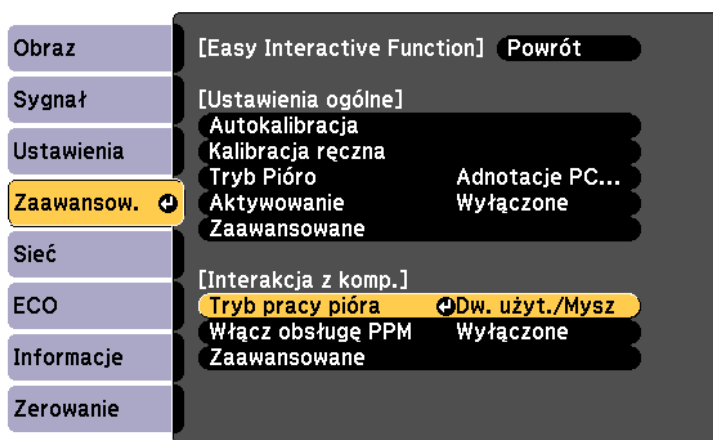 Obraz
Sygnał
Ustawienia
Zaawansow.
Sieć
ECO
Informacje
Zerowanie
[Easy Interactive Function] Powrót
[Ustawienia ogólne]
Autokalibracja
Kalibracja ręczna
Tryb Pióro Adnotacje PC...
Aktywowanie Wyłączone
Zaawansowane
[Interakcja z komp.]
Tryb pracy pióra Dw. użyt./Mysz
Włącz obsługę PPM Wyłączone
Zaawansowane